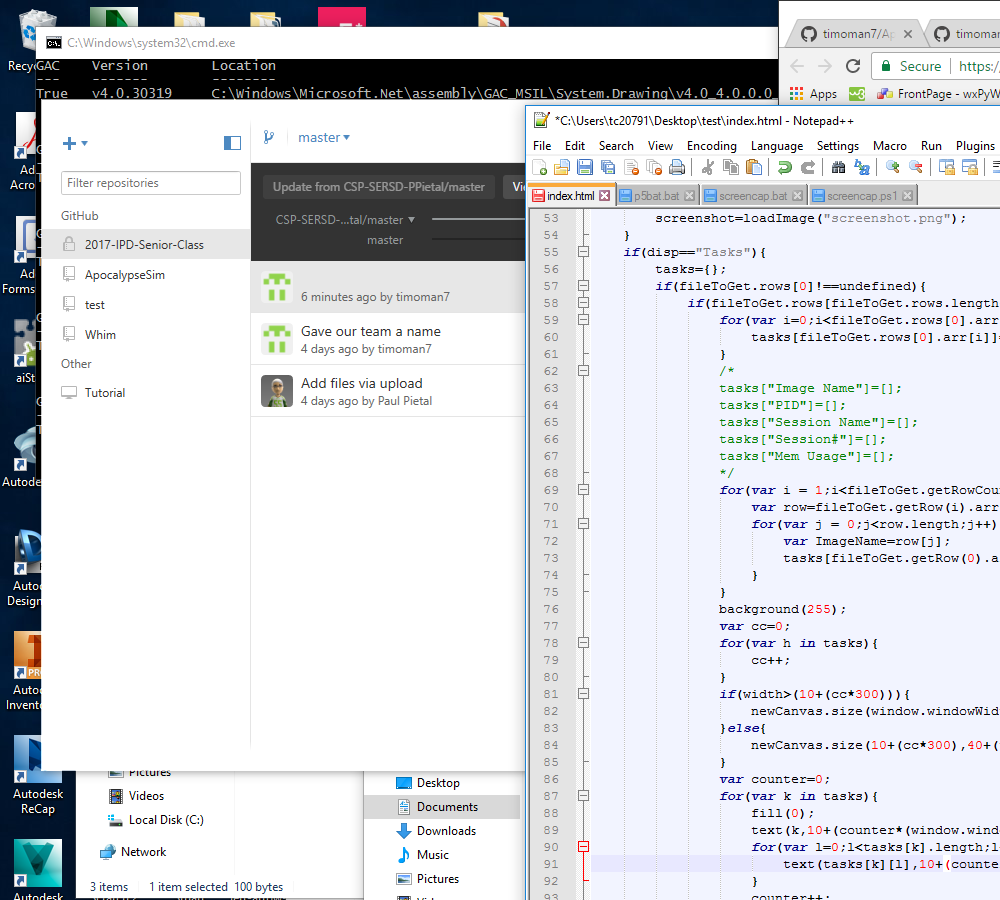 Recy
Ad
Acro
Ad
Forms
aiSt
Autode
Autod
Design
Auto
Invento
Autodesk
ReCap
Autodesk
C:\Windows\system32\cmd.exe
GAC Version Location
--- ------- --------
True v4.0.30319 C:\Windows\Microsoft.Net\assembly\GAC_MSIL\System.Drawing\v4.0_4.0.0.0_
master
Filter repositories
GitHub
2017-IPD-Senior-Class
ApocalypseSim
test
Whim
Other
Tutorial
Update from CSP-SERSD-PPietal/master
CSP-SERSD-...tal/master
master
6 minutes ago by timoman7
Gave our team a name
4 days ago by timoman7
Add files via upload
4 days ago by Paul Pietal
Pictures
Videos
Local Disk (C:)
Network
3 items 1 item selected 100 bytes
Desktop
Documents
Downloads
Music
Pictures
timoman7/Ap
timoman
Secure https:/
Apps FrontPage - wxPyW
*C:\Users\tc20791\Desktop\test\index.html - Notepad++
File Edit Search View Encoding Language Settings Macro Run Plugins
index.html p5bat.bat screencap.bat screencap.ps1
53 screenshot=loadImage("screenshot.png");
54 }
55 if(disp=="Tasks"){
56 tasks={};
57 if(fileToGet.rows[0]!==undefined){
58 if(fileToGet.rows[fileToGet.rows.length
59 for(var i=0;i<fileToGet.rows[0].arr
60 tasks[fileToGet.rows[0].arr[i]]=
61 }
62 /*
63 tasks["Image Name"]=[];
64 tasks["PID"]=[];
65 tasks["Session Name"]=[];
66 tasks["Session#"]=[];
67 tasks["Mem Usage"]=[];
68 */
69 for(var i = 1;i<fileToGet.getRowCou
70 var row=fileToGet.getRow(i).arr
71 for(var j = 0;j<row.length;j++)
72 var ImageName=row[j];
73 tasks[fileToGet.getRow(0).a
74 }
75 }
76 background(255);
77 var cc=0;
78 for(var h in tasks){
79 cc++;
80 }
81 if(width>(10+(cc*300))){
82 newCanvas.size(window.windowWid
83 }else{
84 newCanvas.size(10+(cc*300),40+(
85 }
86 var counter=0;
87 for(var k in tasks){
88 fill(0);
89 text(k,10+(counter*(window.wind
90 for(var l=0;l<tasks[k].length;l
91 text(tasks[k][l],10+(counte
92 }
93 counter++;